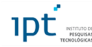 ipt
INSTITUTO DE
PESQUISAS
TECNOLÓGICAS